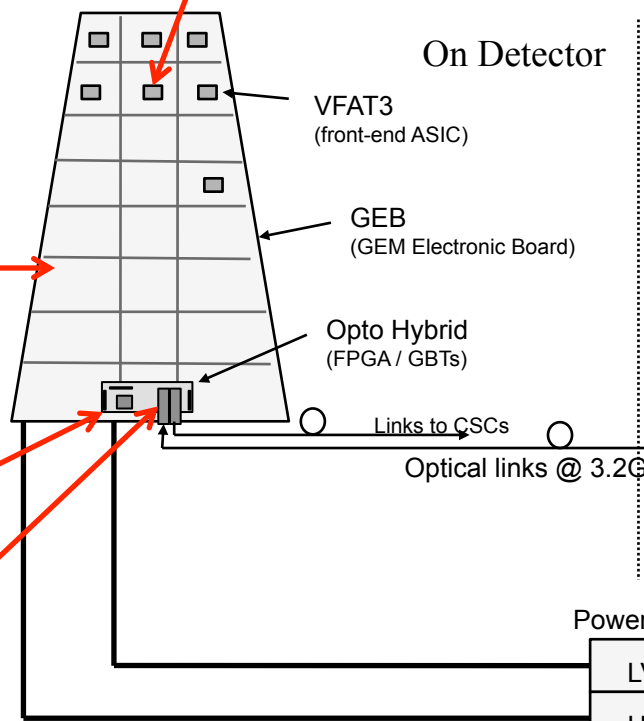 On Detector
VFAT3
(front-end ASIC)
GEB
(GEM Electronic Board)
Opto Hybrid
(FPGA / GBTs)
Links to CSCs
Optical links @ 3.2G
Power
LV